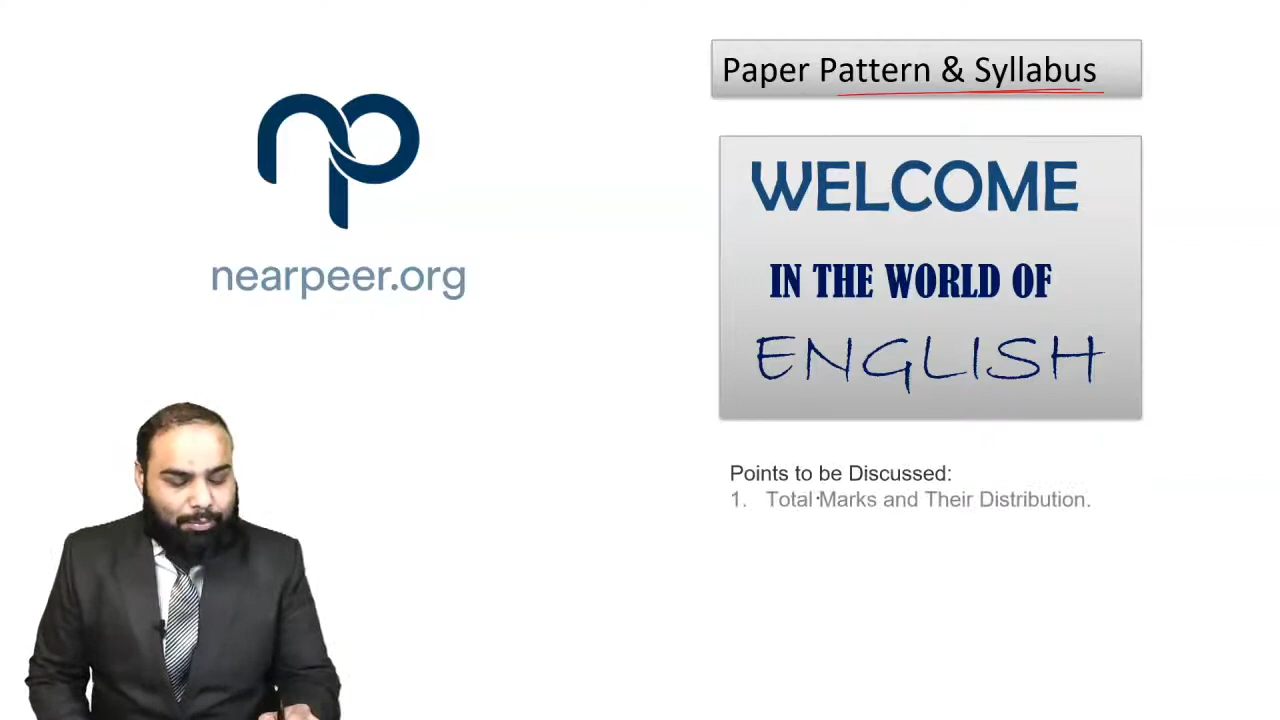 nearpeer.org
Paper Pattern & Syllabus
WELCOME
IN THE WORLD OF
ENGLISH
Points to be Discussed:
1. Total Marks and Their Distribution.